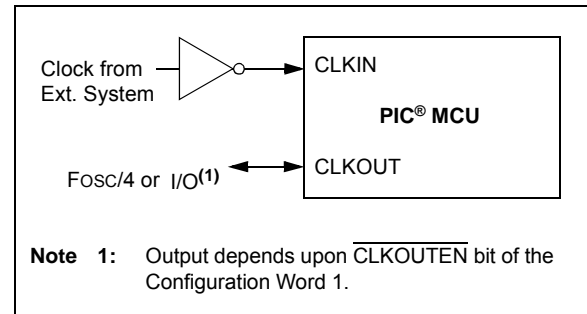 Clock from
Ext. System
CLKIN
PIC® MCU
CLKOUT
FOSC/4 or I/O(1)
Note 1: Output depends upon CLKOUTEN bit of the
Configuration Word 1.